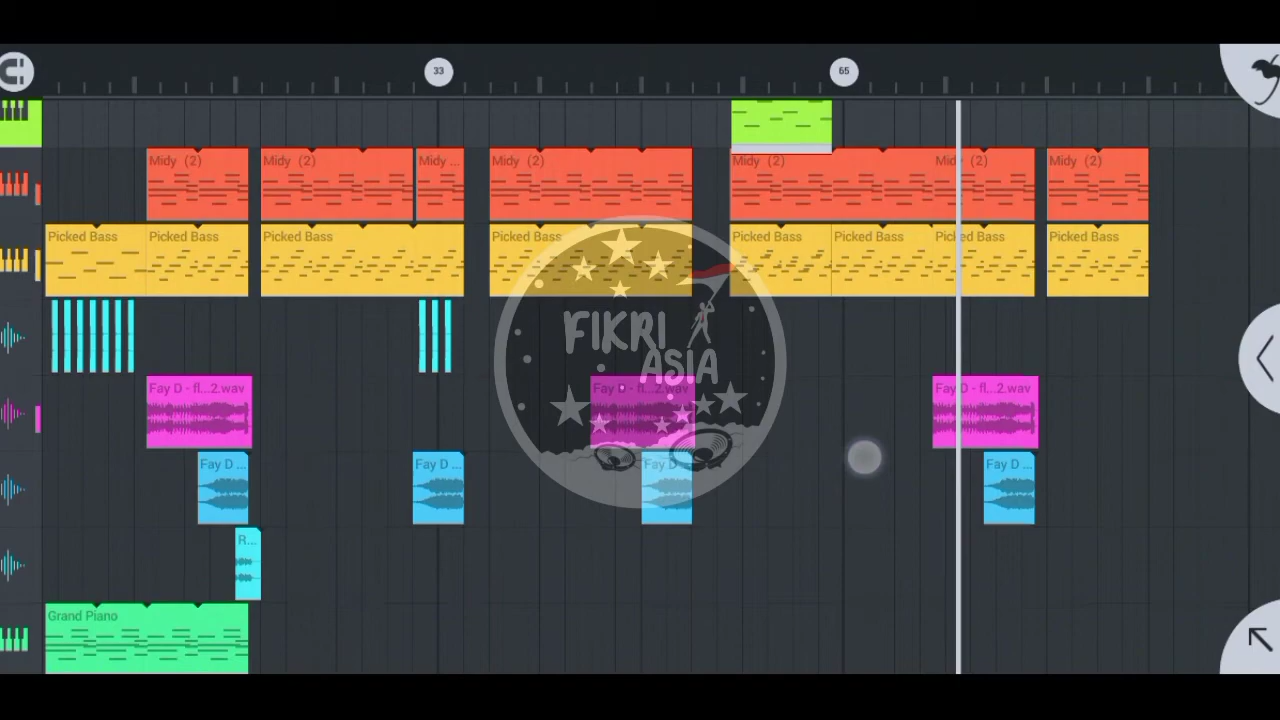 33
65
Midy (2)
Midy (2)
Midy ...
Midy (2)
Midy (2)
Midy (2)
Midy (2)
Picked Bass
Picked Bass
Picked Bass
Picked Bass
Picked Bass
Picked Bass
Picked Bass
Picked Bass
FIKRI
ASIA
Fay D - fl...2.wav
Fay D - fl...2.wav
Fay D - fl...2.wav
Fay D ...
Fay D ...
Fay D ...
Fay D ...
R...
Grand Piano